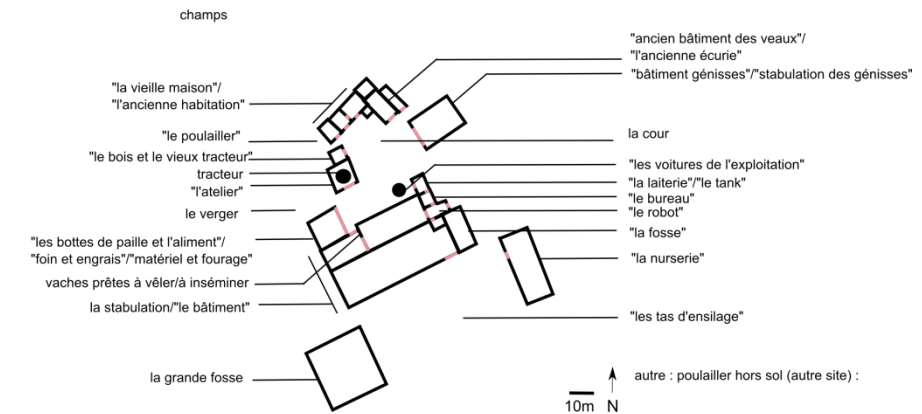 champs
"ancien bâtiment des veaux"/
"l'ancienne écurie"
"bâtiment génisses"/"stabulation des génisses"
"la vieille maison"/
"l'ancienne habitation"
"le poulailler"
la cour
"le bois et le vieux tracteur"
"les voitures de l'exploitation"
tracteur
"la laiterie"/"le tank"
"l'atelier"
"le bureau"
le verger
"le robot"
"la fosse"
"les bottes de paille et l'aliment"/
"foin et engrais"/"matériel et fourage"
"la nurserie"
vaches prêtes à vêler/à inséminer
la stabulation/"le bâtiment"
"les tas d'ensilage"
la grande fosse
autre : poulailler hors sol (autre site) :
10m N